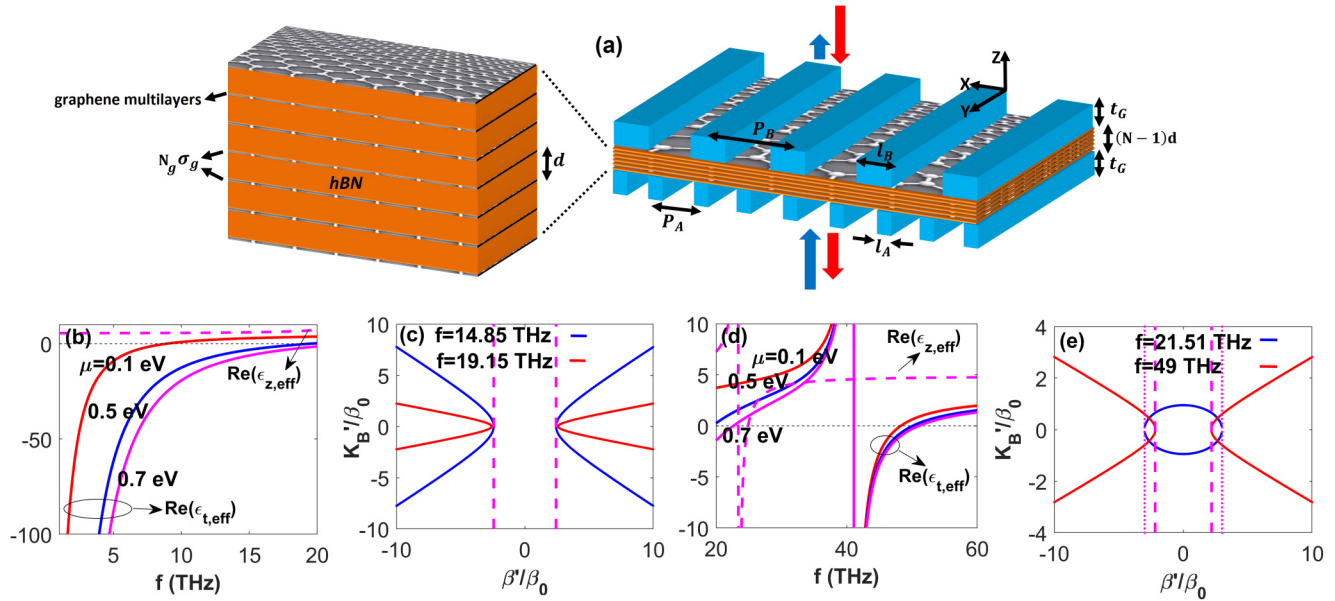 (a)
graphene multilayers
N_g σ_g
hBN
d
Z
X
Y
P_B
l_B
P_A
l_A
t_G
(N − 1)d
t_G
(b)
0
-50
-100
5
10
15
20
f (THz)
μ=0.1 eV
0.5 eV
0.7 eV
Re(ϵ_z,eff)
Re(ϵ_t,eff)
(c)
f=14.85 THz
f=19.15 THz
10
5
0
-5
-10
K_B'/β_0
-10
0
10
β'/β_0
(d)
10
5
0
-5
-10
μ=0.1 eV
0.5 eV
0.7 eV
Re(ϵ_z,eff)
Re(ϵ_t,eff)
20
40
60
f (THz)
(e)
f=21.51 THz
f=49 THz
4
2
0
-2
-4
K_B'/β_0
-10
-5
0
5
10
β'/β_0